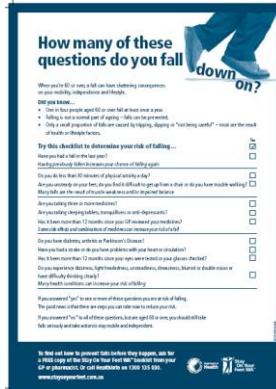 How many of these
questions do you fall
down
on?
When you're 60 or over, a fall can have shattering consequences
on your mobility, independence and lifestyle.
Did you know...
• One in four people aged 60 or over fall at least once a year.
• Falling is not a normal part of ageing – falls can be prevented.
• Only a small proportion of falls are caused by tripping, slipping or "not being careful" – most are the result
of health or lifestyle factors.
Try this checklist to determine your risk of falling...
Have you had a fall in the last year?
Having previously fallen increases your chance of falling again
Do you do less than 30 minutes of physical activity a day?
Are you unsteady on your feet, do you find it difficult to get up from a chair or do you have trouble walking?
Many falls are the result of muscle weakness and/or impaired balance
Are you taking three or more medicines?
Are you taking sleeping tablets, tranquillisers or anti-depressants?
Has it been more than 12 months since your GP reviewed your medicines?
Some side effects and combination of medicines can increase your risk of a fall
Do you have diabetes, arthritis or Parkinson's Disease?
Have you had a stroke or do you have problems with your heart or circulation?
Has it been more than 12 months since your eyes were tested or your glasses checked?
Do you experience dizziness, light headedness, unsteadiness, drowsiness, blurred or double vision or
have difficulty thinking clearly?
Many health conditions can increase your risk of falling
If you answered "yes" to one or more of these questions you are at risk of falling.
The good news is that there are steps you can take now to reduce your risk.
If you answered "no" to all of these questions, but are aged 60 or over, you should still take
falls seriously and take action to stay mobile and independent.
To find out how to prevent falls before they happen, ask for
a FREE copy of the Stay On Your Feet WA booklet from your
GP or pharmacist. Or call Healthinfo on 1300 135 030.
www.stayonyourfeet.com.au
Stay On
Your Feet WA